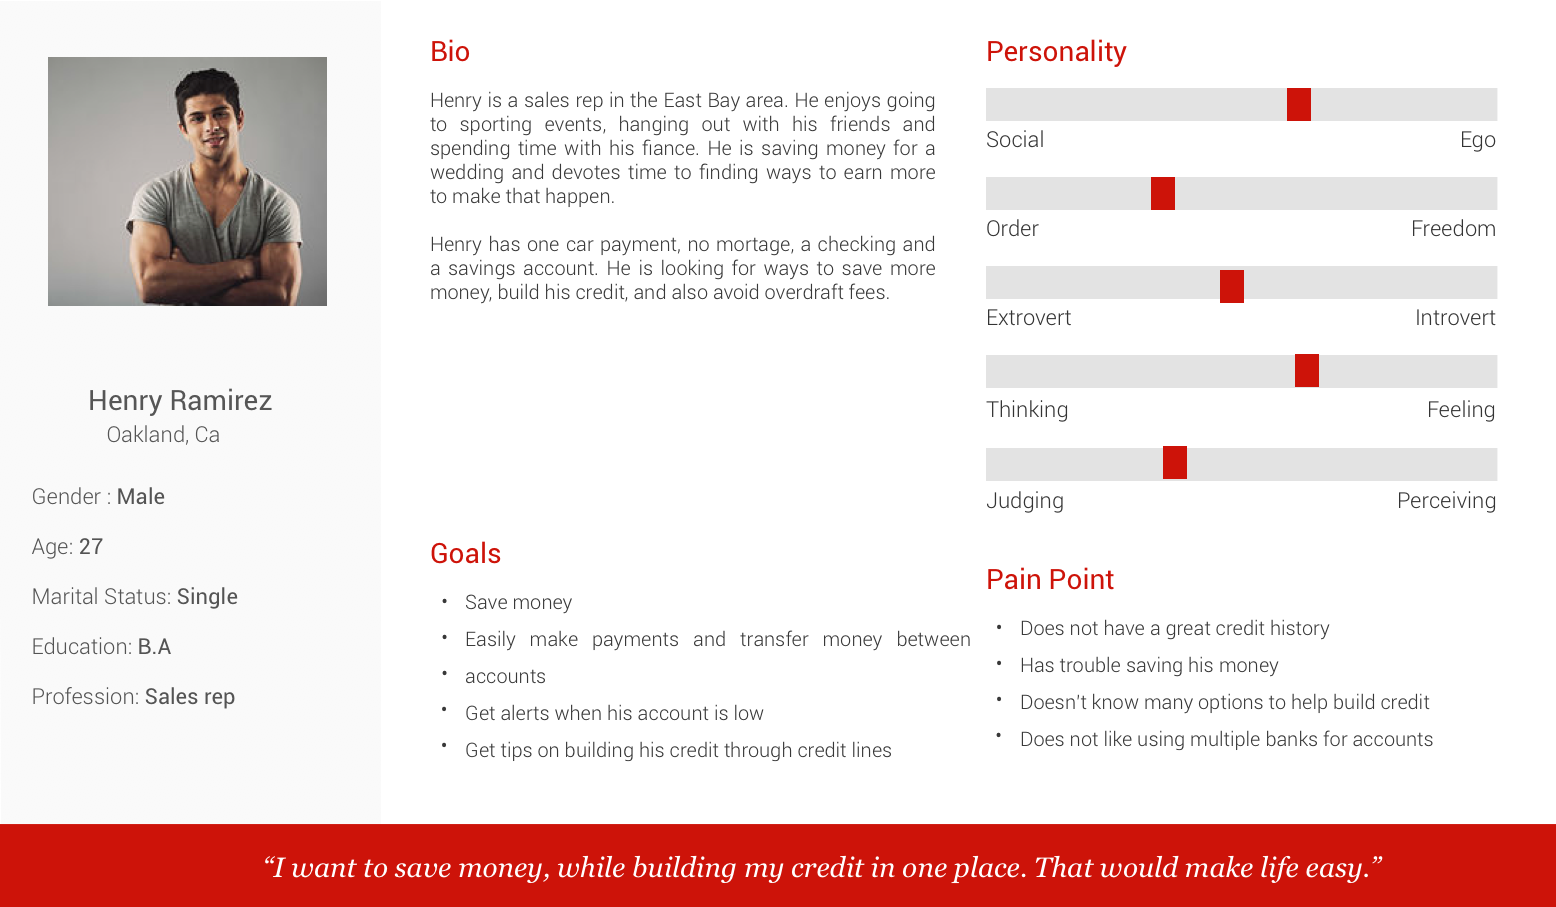 Henry Ramirez
Oakland, Ca
Gender : Male
Age: 27
Marital Status: Single
Education: B.A
Profession: Sales rep
Bio
Henry is a sales rep in the East Bay area. He enjoys going
to sporting events, hanging out with his friends and
spending time with his fiance. He is saving money for a
wedding and devotes time to finding ways to earn more
to make that happen.
Henry has one car payment, no mortage, a checking and
a savings account. He is looking for ways to save more
money, build his credit, and also avoid overdraft fees.
Goals
• Save money
• Easily make payments and transfer money between
• accounts
• Get alerts when his account is low
• Get tips on building his credit through credit lines
Personality
Social Ego
Order Freedom
Extrovert Introvert
Thinking Feeling
Judging Perceiving
Pain Point
• Does not have a great credit history
• Has trouble saving his money
• Doesn't know many options to help build credit
• Does not like using multiple banks for accounts
“I want to save money, while building my credit in one place. That would make life easy.”